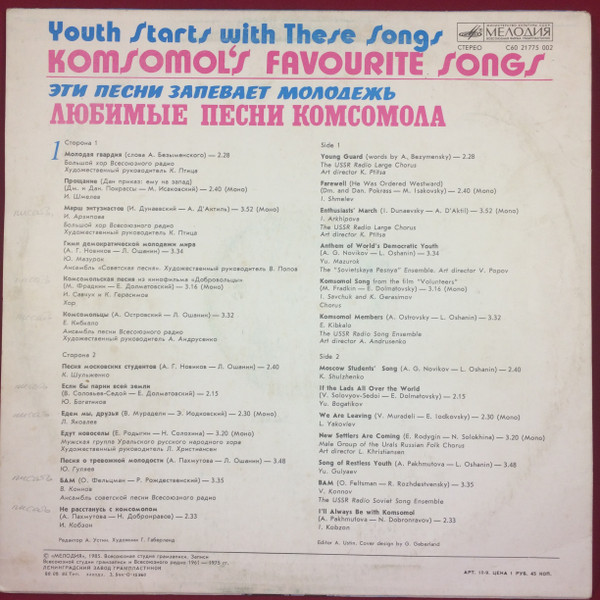 Youth Starts with These Songs
KOMSOMOL'S FAVOURITE SONGS
ЭТИ ПЕСНИ ЗАПЕВАЕТ МОЛОДЕЖЬ
ЛЮБИМЫЕ ПЕСНИ КОМСОМОЛА
МЕЛОДИЯ
СТЕРЕО С60 21775 002
1
Сторона 1
Молодая гвардия (слова А. Безыменского) — 2.28
Большой хор Всесоюзного радио
Художественный руководитель К. Птица
Прощание (Дан приказ: ему на запад)
(Дм. и Дан. Покрассы — М. Исаковский) — 2.40 (Моно)
И. Шмелев
Марш энтузиастов (И. Дунаевский — А. Д'Актиль) — 3.52 (Моно)
И. Архипова
Большой хор Всесоюзного радио
Художественный руководитель К. Птица
Гимн демократической молодежи мира
(А. Г. Новиков — Л. Ошанин) — 3.34
Ю. Мазурок
Ансамбль «Советская песня». Художественный руководитель В. Попов
Комсомольская песня из кинофильма «Добровольцы»
(М. Фрадкин — Е. Долматовский) — 3.16 (Моно)
И. Савчук и К. Герасимов
Хор
Комсомольцы (А. Островский — Л. Ошанин) — 3.32
Е. Кибкало
Ансамбль песни Всесоюзного радио
Художественный руководитель А. Андрусенко
Сторона 2
Песня московских студентов (А. Г. Новиков — Л. Ошанин) — 2.40
К. Шульженко
Если бы парни всей земли
(В. Соловьев-Седой — Е. Долматовский) — 2.15
Ю. Богатиков
Едем мы, друзья (В. Мурадели — Э. Иодковский) — 2.30 (Моно)
Л. Яковлев
Едут новоселы (Е. Родыгин — Н. Солохина) — 3.20 (Моно)
Мужская группа Уральского русского народного хора
Художественный руководитель Л. Христиансен
Песня о тревожной молодости (А. Пахмутова — Л. Ошанин) — 3.48
Ю. Гуляев
БАМ (О. Фельцман — Р. Рождественский) — 3.35
В. Коннов
Ансамбль советской песни Всесоюзного радио
Не расстанусь с комсомолом
(А. Пахмутова — Н. Добронравов) — 2.33
И. Кобзон
Редактор А. Устин. Художник Г. Габерланд
Side 1
Young Guard (words by A. Bezymensky) — 2.28
The USSR Radio Large Chorus
Art director K. Ptitsa
Farewell (He Was Ordered Westward)
(Dm. and Dan. Pokrass — M. Isakovsky) — 2.40 (Mono)
I. Shmelev
Enthusiasts' March (I. Dunaevsky — A. D'Aktil) — 3.52 (Mono)
I. Arkhipova
The USSR Radio Large Chorus
Art director K. Ptitsa
Anthem of World's Democratic Youth
(A. G. Novikov — L. Oshanin) — 3.34
Yu. Mazurok
The "Sovietskaya Pesnya" Ensemble. Art director V. Popov
Komsomol Song from the film "Volunteers"
(M. Fradkin — E. Dolmatovsky) — 3.16 (Mono)
I. Savchuk and K. Gerasimov
Chorus
Komsomol Members (A. Ostrovsky — L. Oshanin) — 3.32
E. Kibkalo
The USSR Radio Song Ensemble
Art director A. Andrusenko
Side 2
Moscow Students' Song (A. G. Novikov — L. Oshanin) — 2.40
K. Shulzhenko
If the Lads All Over the World
(V. Solovyov-Sedoi — E. Dolmatovsky) — 2.15
Yu. Bogatikov
We Are Leaving (V. Muradeli — E. Iodkovsky) — 2.30 (Mono)
L. Yakovlev
New Settlers Are Coming (E. Rodygin — N. Solokhina) — 3.20 (Mono)
Male Group of the Urals Russian Folk Chorus
Art director L. Khristiansen
Song of Restless Youth (A. Pakhmutova — L. Oshanin) — 3.48
Yu. Gulyaev
BAM (O. Feltsman — R. Rozhdestvensky) — 3.35
V. Konnov
The USSR Radio Soviet Song Ensemble
I'll Always Be with Komsomol
(A. Pakhmutova — N. Dobronravov) — 2.33
I. Kobzon
Editor A. Ustin. Cover design by G. Gaberland
© «МЕЛОДИЯ», 1985. Всесоюзная студия грамзаписи. Записи
Всесоюзной студии грамзаписи и Всесоюзного радио 1961—1975 гг.
ЛЕНИНГРАДСКИЙ ЗАВОД ГРАМПЛАСТИНОК
АРТ. 11-8. ЦЕНА 1 РУБ. 45 КОП.